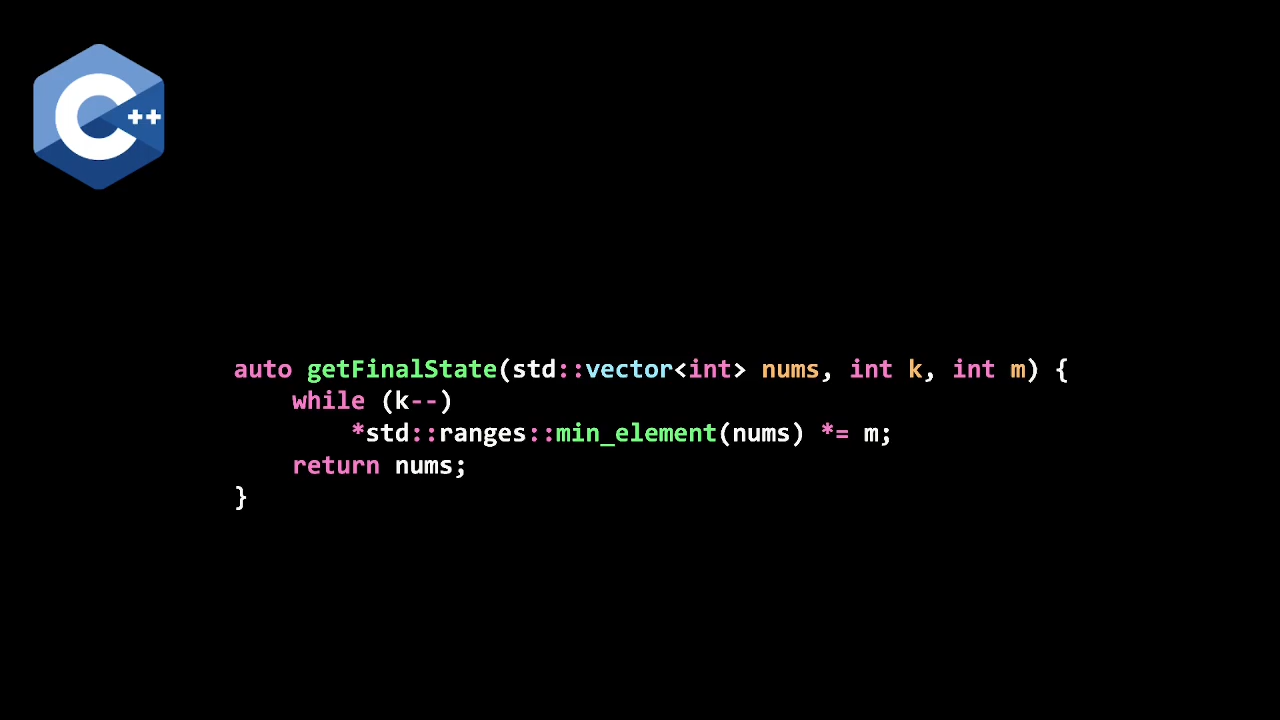 C++
auto getFinalState(std::vector<int> nums, int k, int m) {
    while (k--)
        *std::ranges::min_element(nums) *= m;
    return nums;
}